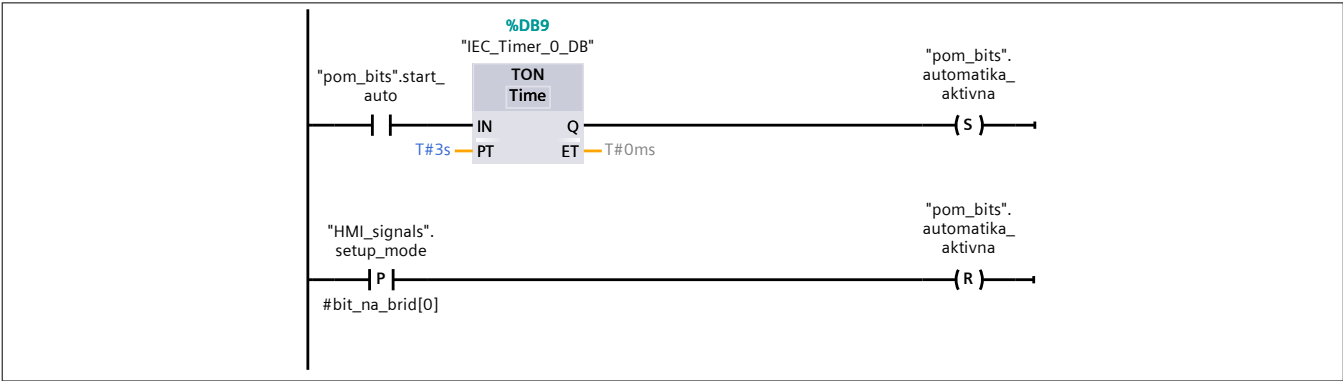 %DB9
"IEC_Timer_0_DB"
"pom_bits".start_
auto
TON
Time
IN
Q
T#3s
PT
ET
T#0ms
"pom_bits".
automatika_
aktivna
S
"HMI_signals".
setup_mode
P
#bit_na_brid[0]
"pom_bits".
automatika_
aktivna
R